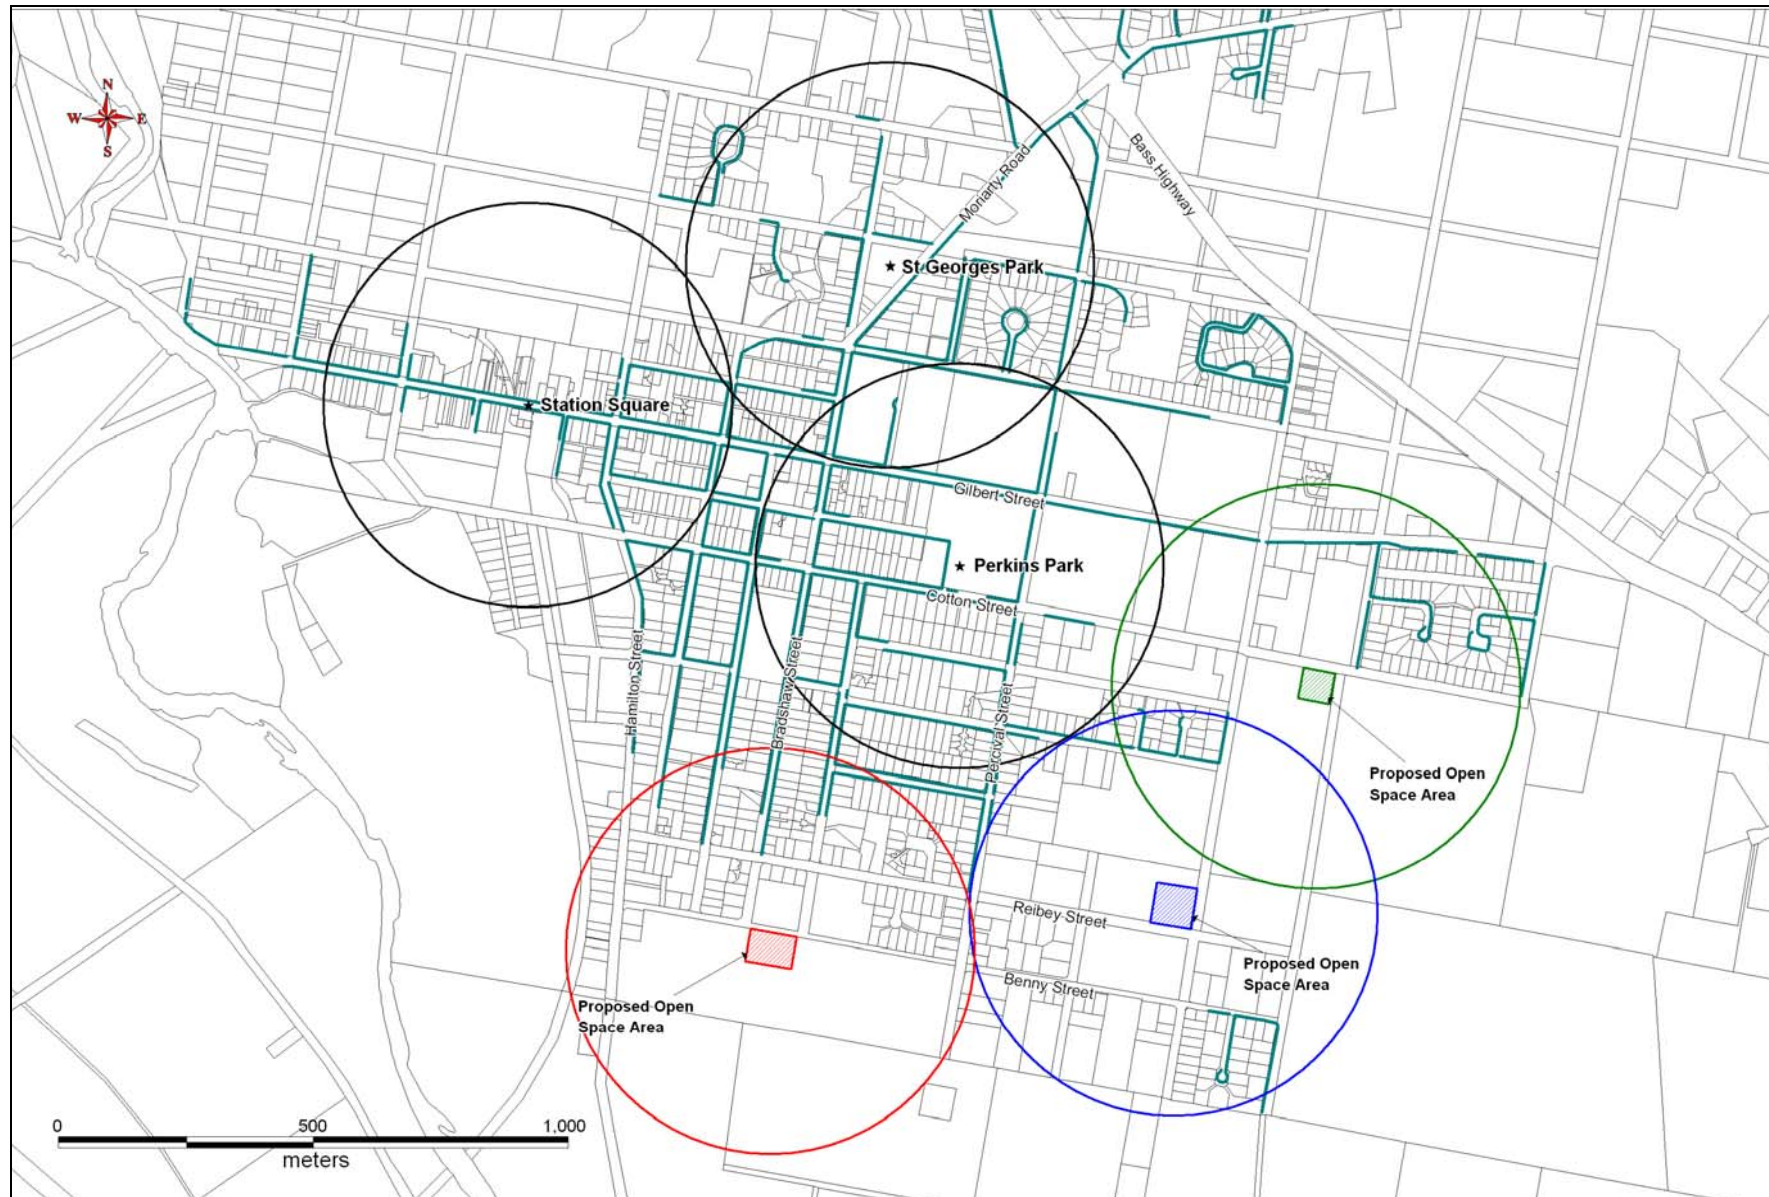 N
W E
S
Moriarty Road
Bass Highway
St Georges Park
Station Square
Gilbert Street
Perkins Park
Cotton Street
Hamilton Street
Bradshaw Street
Percival Street
Proposed Open
Space Area
Reibey Street
Proposed Open
Space Area
Benny Street
Proposed Open
Space Area
0 500 1,000
meters